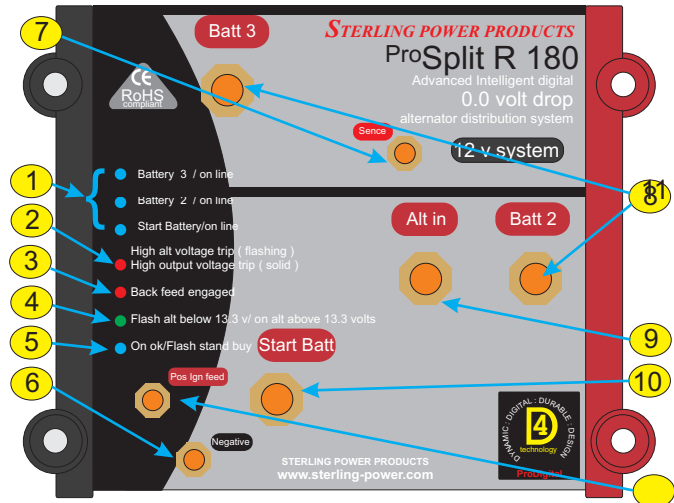 7
Batt 3
STERLING POWER PRODUCTS
ProSplit R 180
Advanced Intelligent digital
0.0 volt drop
alternator distribution system
CE
RoHS
compliant
Sence
12 v system
1
Battery 3 / on line
Battery 2 / on line
Start Battery/on line
8
11
2
High alt voltage trip ( flashing )
High output voltage trip ( solid )
Alt in
Batt 2
3
Back feed engaged
4
Flash alt below 13.3 v/ on alt above 13.3 volts
5
On ok/Flash stand buy
Start Batt
9
6
Pos Ign feed
10
Negative
DYNAMIC : DIGITAL : DURABLE : DESIGN
D4
technology
ProDigital
STERLING POWER PRODUCTS
www.sterling-power.com